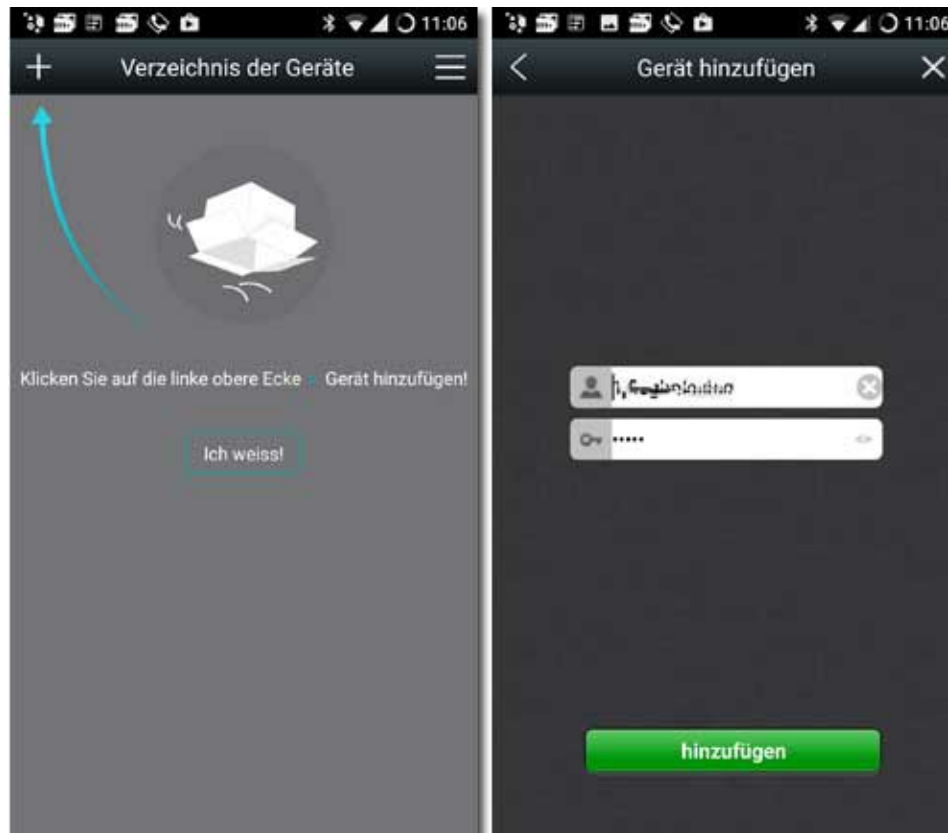 11:06
Verzeichnis der Geräte
Klicken Sie auf die linke obere Ecke + Gerät hinzufügen!
Ich weiss!
11:06
Gerät hinzufügen
•••••
hinzufügen